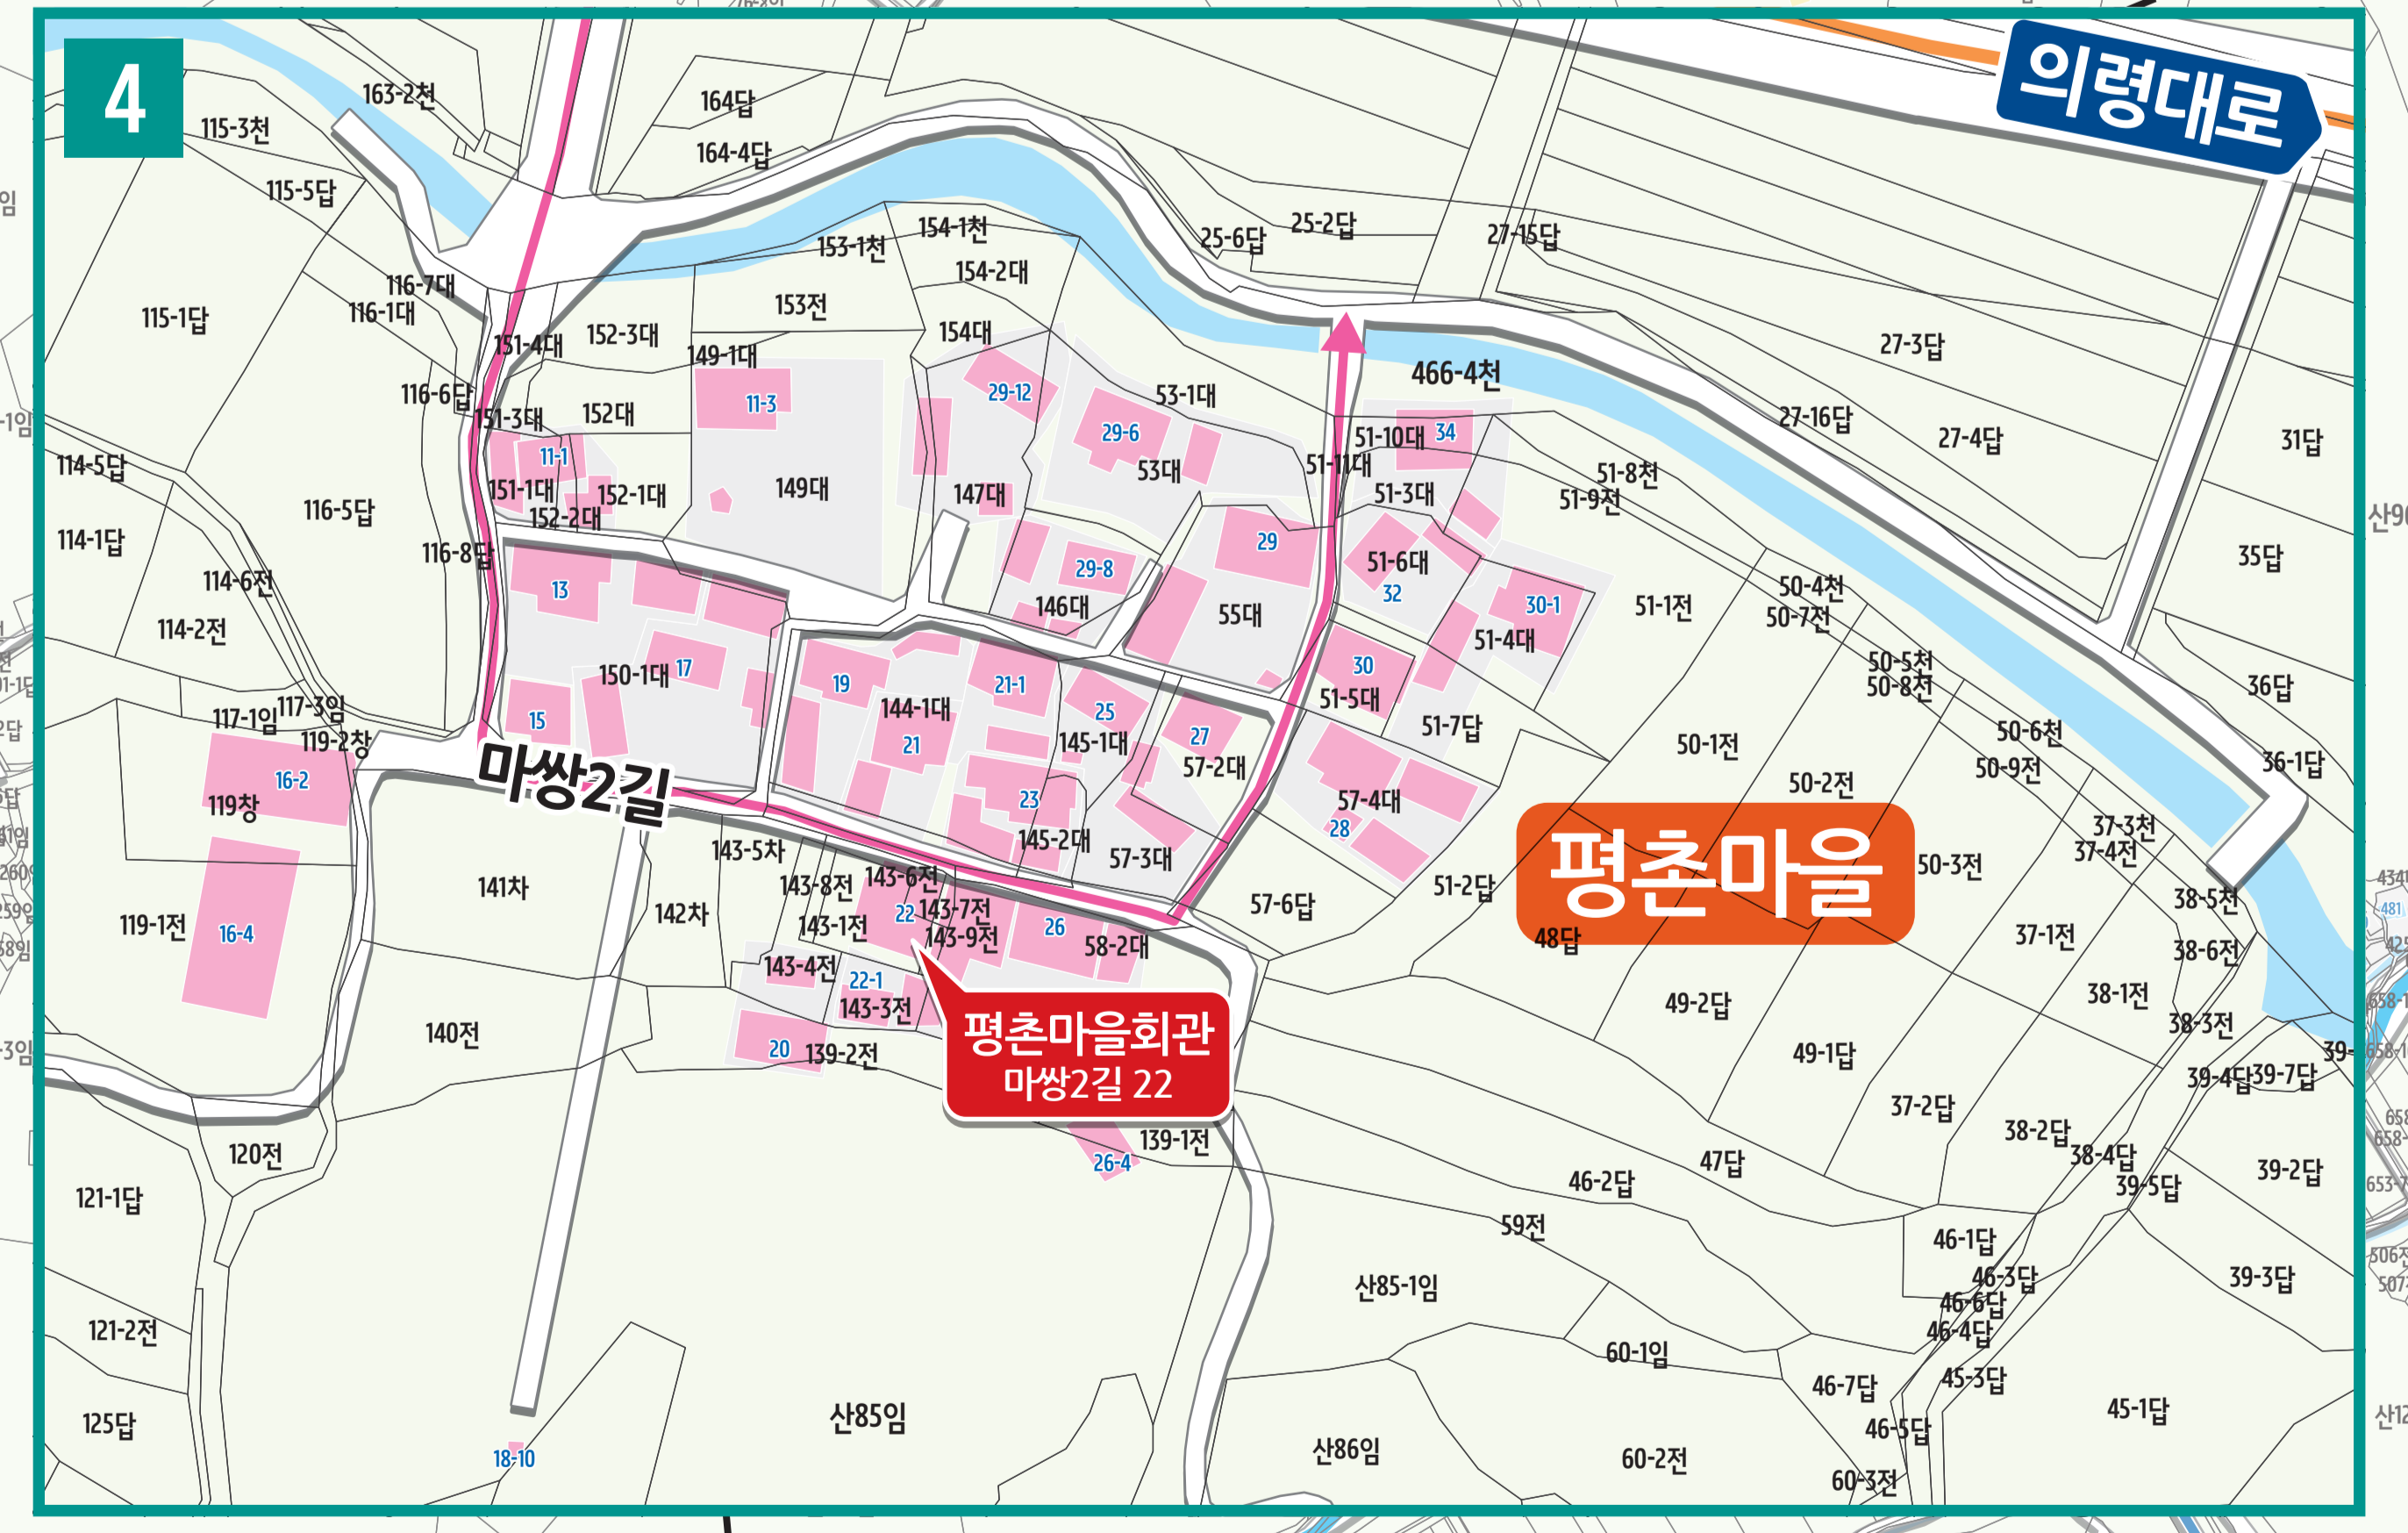 4
의령대로
163-2천
115-3천
164답
164-4답
115-5답
25-6답
25-2답
27-15답
153-1천
154-1천
154-2대
116-7대
116-1대
115-1답
153전
151-4대
152-3대
149-1대
154대
27-3답
466-4천
116-6답
151-3대
152대
11-3
29-12
53-1대
29-6
51-10대
34
27-16답
27-4답
31답
114-5답
11-1
151-1대
152-1대
152-2대
149대
147대
53대
51-11대
51-3대
51-8천
51-9전
116-5답
114-1답
116-8답
29
29-8
51-6대
32
35답
114-6전
114-2전
13
146대
55대
30-1
51-4대
51-1전
50-4천
50-7전
150-1대
17
19
21-1
30
51-5대
50-5천
50-8천
36답
117-1임
117-3임
119-2창
15
144-1대
21
25
145-1대
27
57-2대
51-7답
50-1전
50-6천
50-9전
36-1답
16-2
119창
마쌍2길
23
145-2대
57-3대
57-4대
28
50-2전
37-3천
37-4전
평촌마을
50-3전
141차
142차
143-5차
143-8전
143-6전
143-1전
22
143-7전
143-9전
26
58-2대
57-6답
51-2답
48답
38-5천
37-1전
38-6전
119-1전
16-4
143-4전
22-1
143-3전
49-2답
38-1전
38-3전
140전
20
139-2전
평촌마을회관
마쌍2길 22
49-1답
39-4답
39-7답
37-2답
38-2답
38-4답
120전
139-1전
26-4
47답
46-2답
39-5답
39-2답
121-1답
59전
46-1답
46-3답
39-3답
산85-1임
46-6답
46-4답
121-2전
60-1임
46-7답
45-3답
45-1답
125답
산85임
46-5답
18-10
산86임
60-2전
60-3전